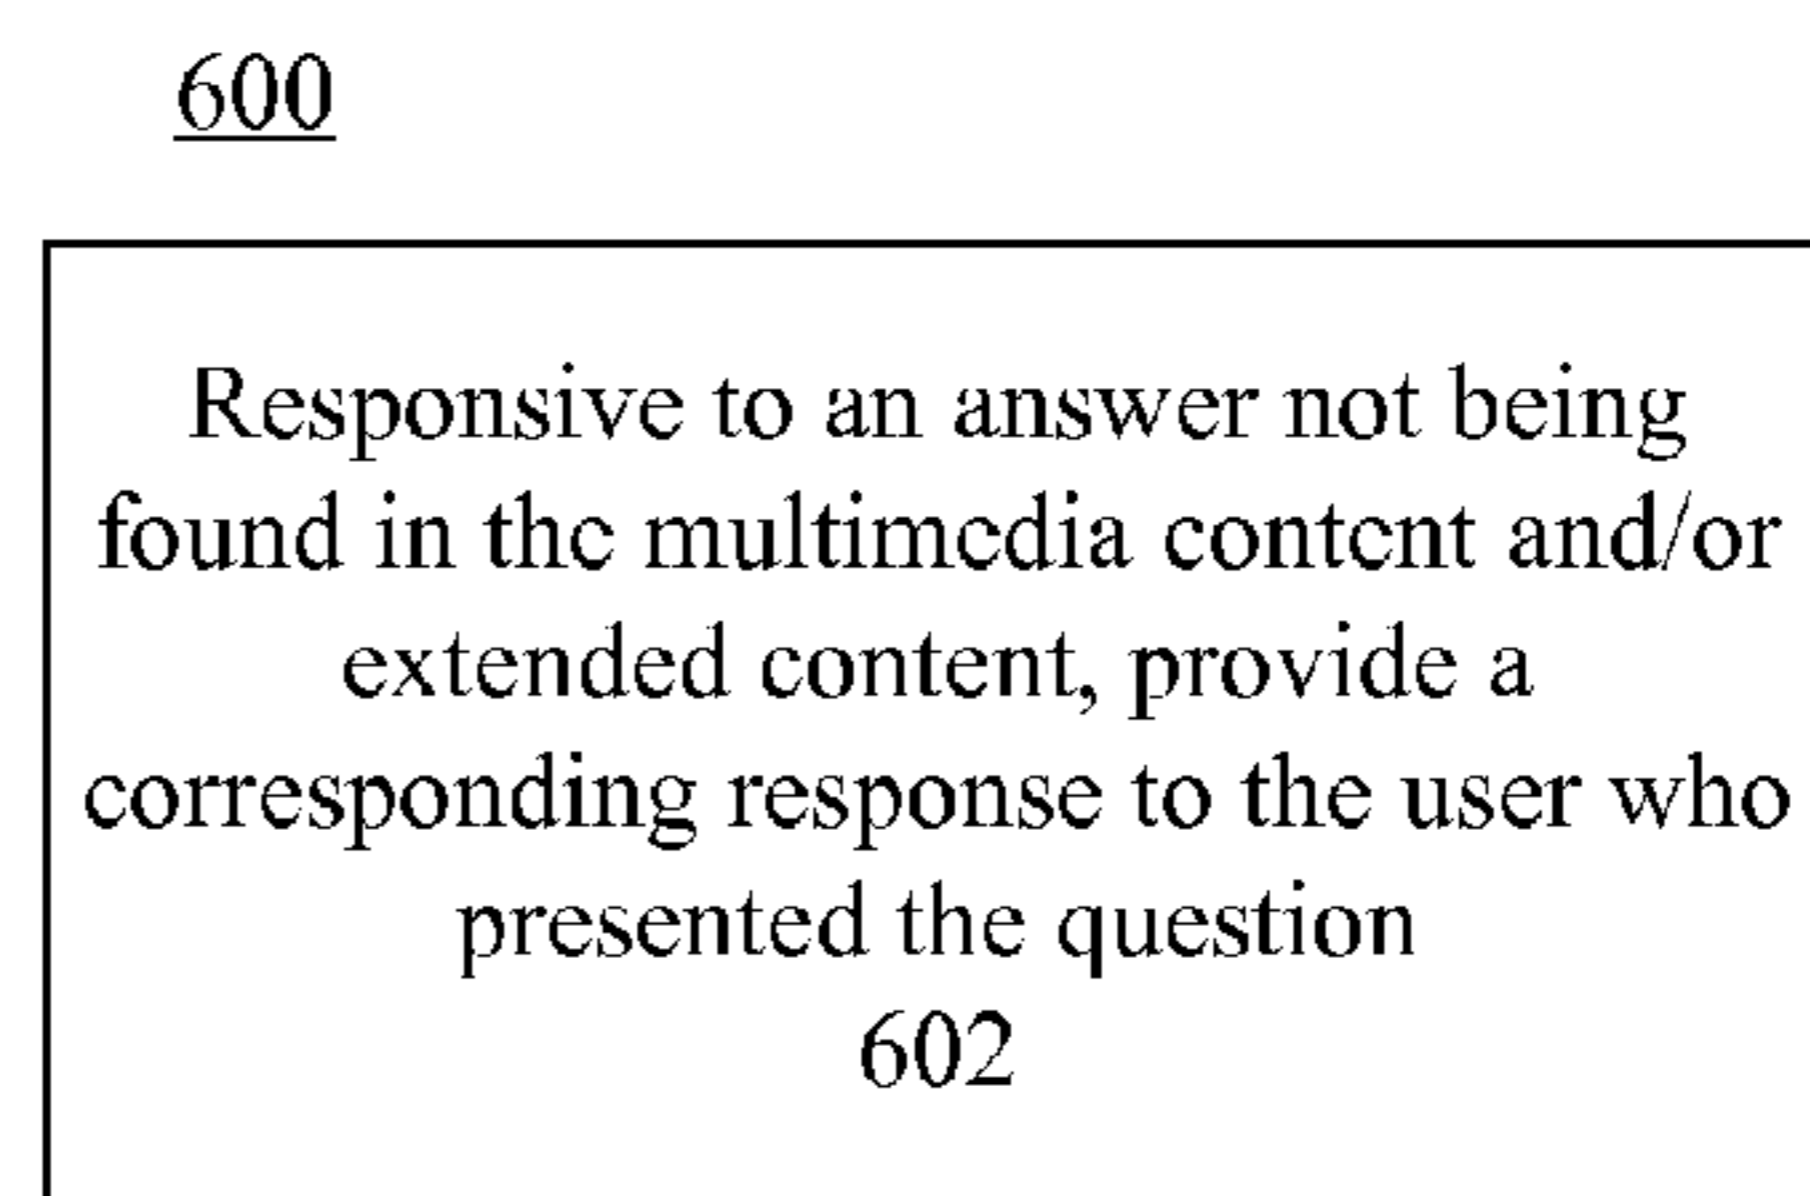 600
Responsive to an answer not being
found in the multimedia content and/or
extended content, provide a
corresponding response to the user who
presented the question
602